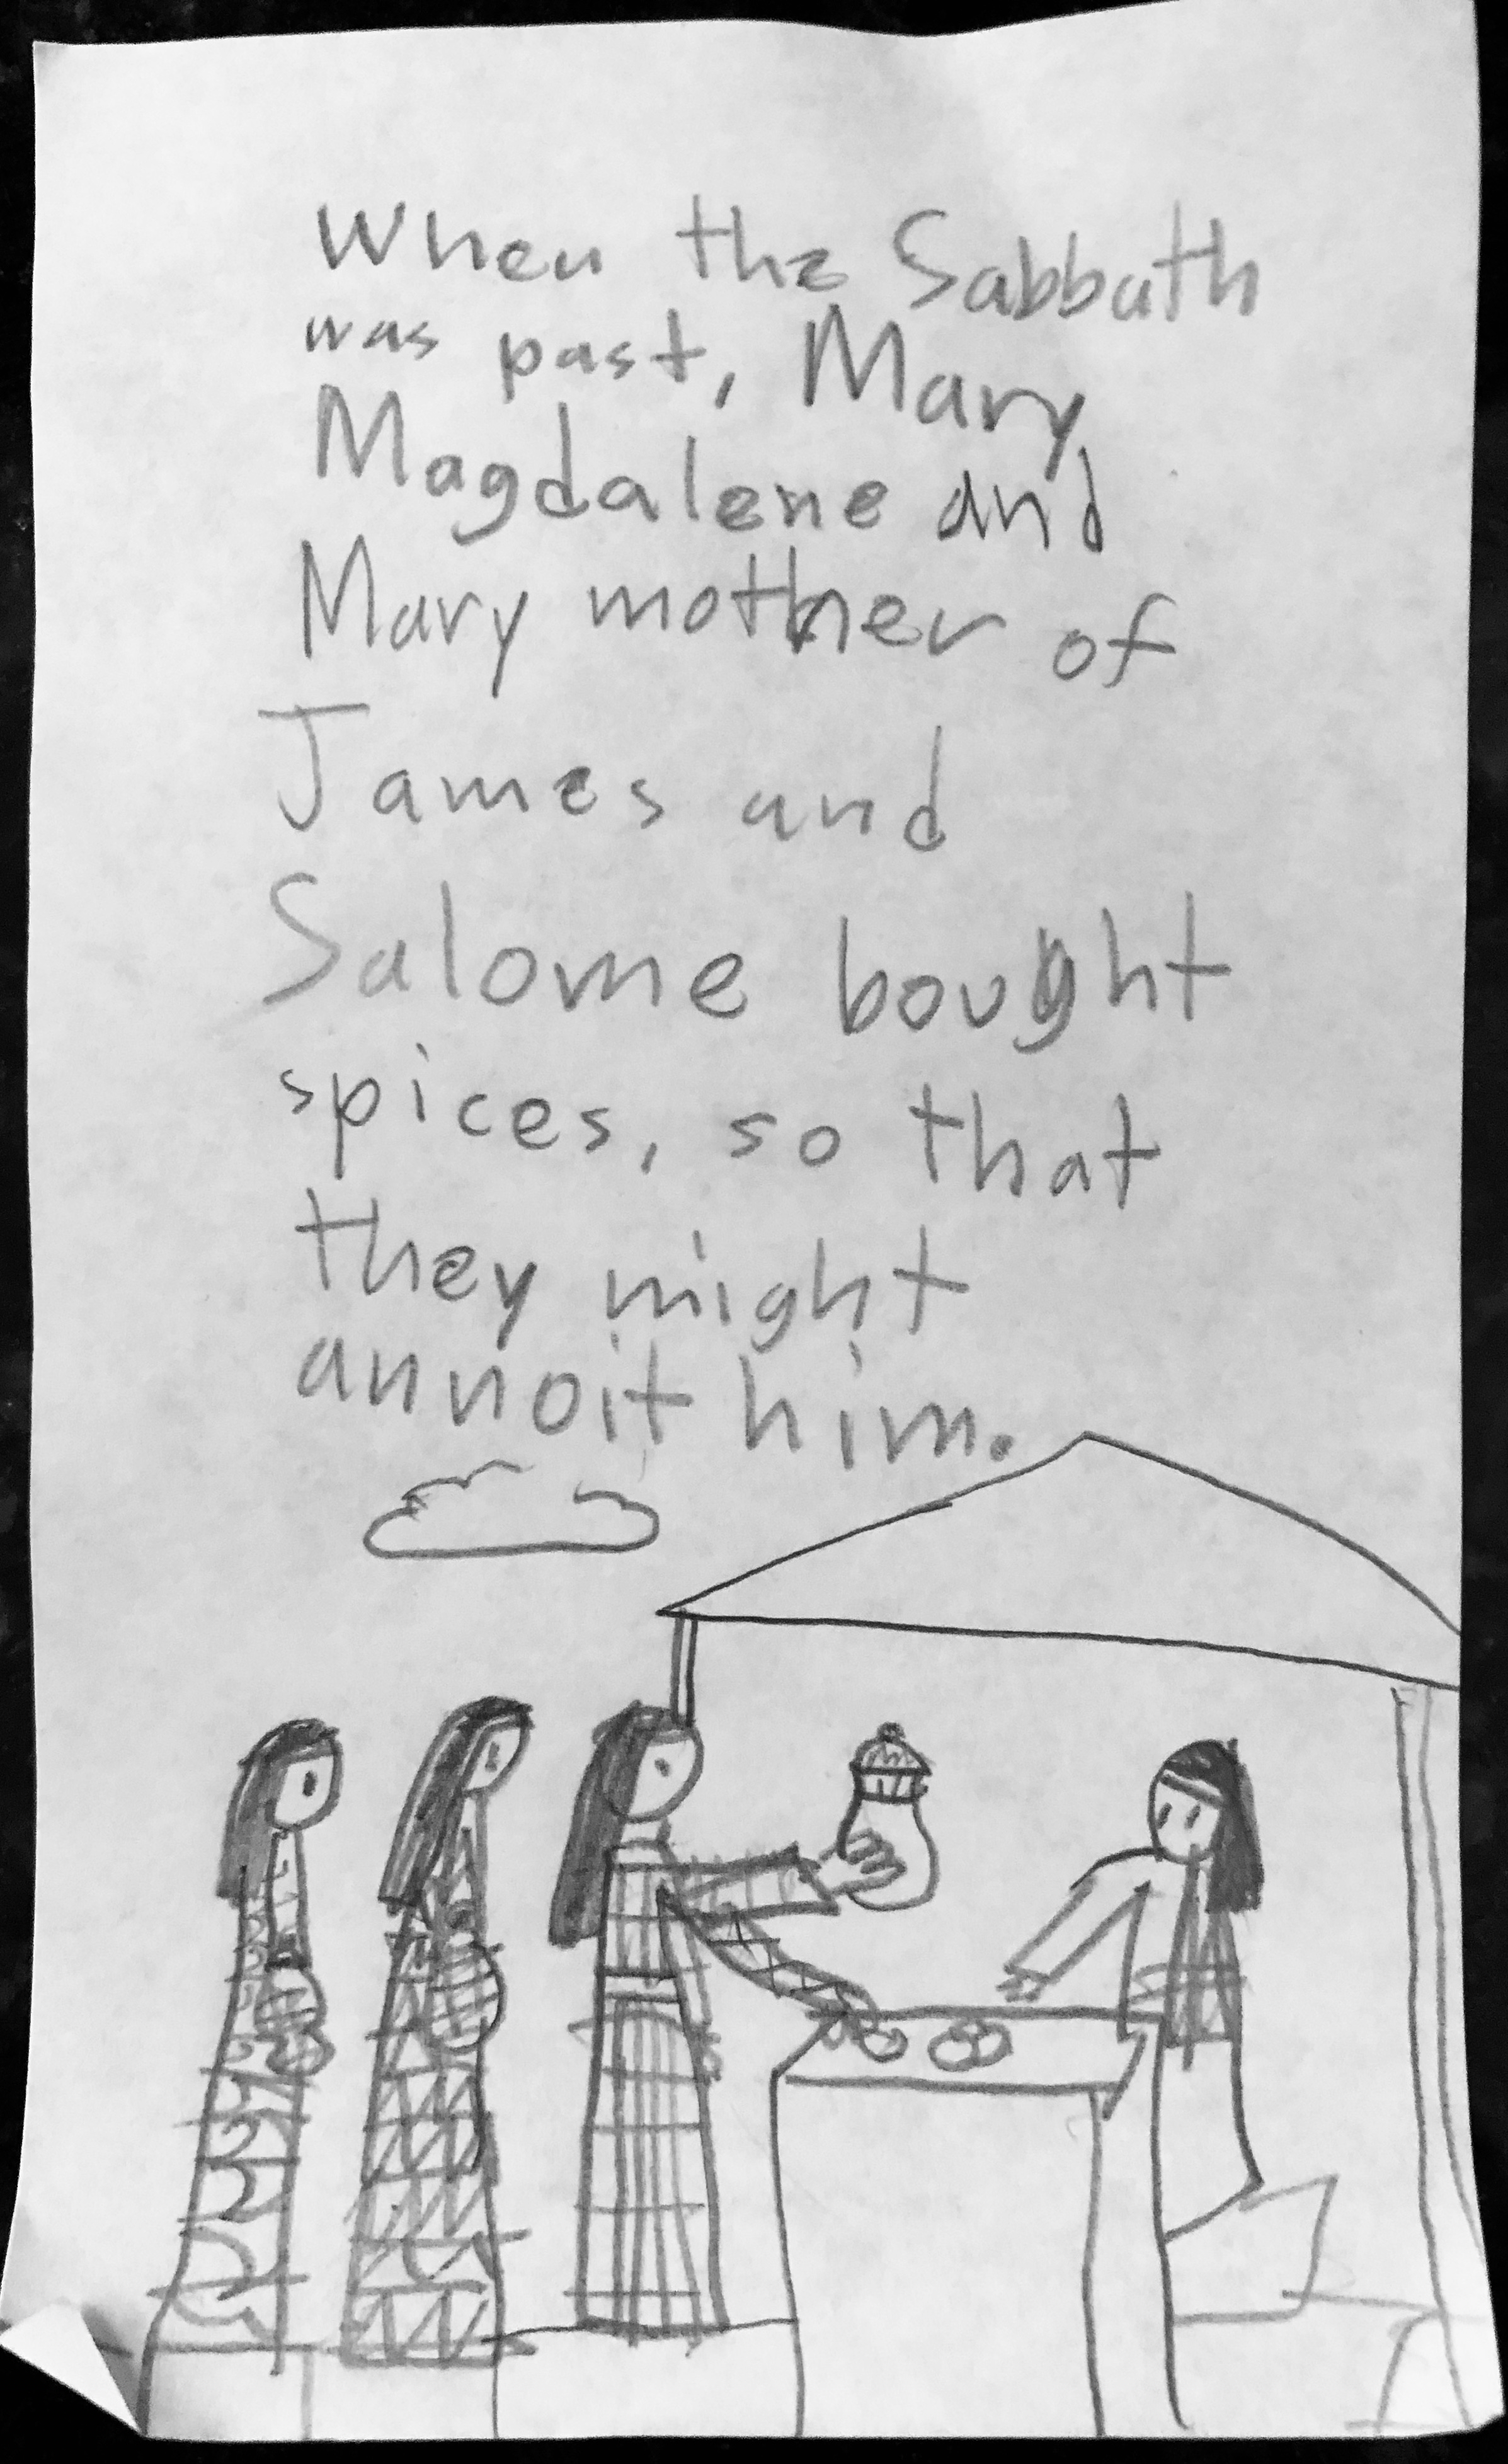 When the Sabbath
was past, Mary
Magdalene and
Mary mother of
James and
Salome bought
spices, so that
they might
annoit him.